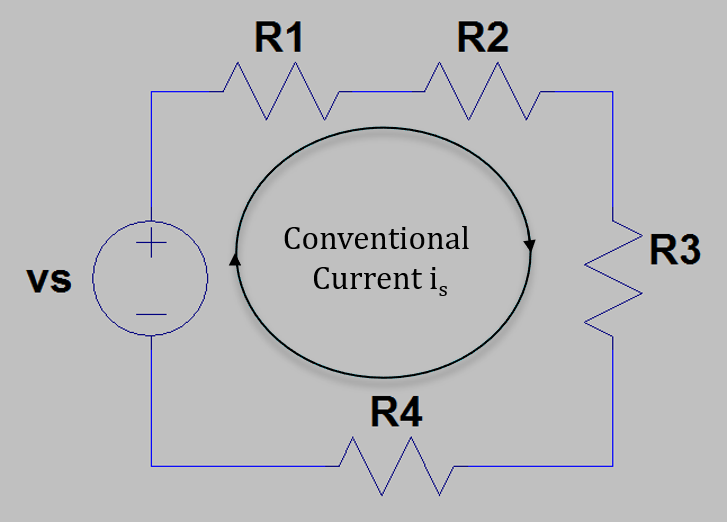 R1
R2
Conventional
Current is
R3
vs
R4